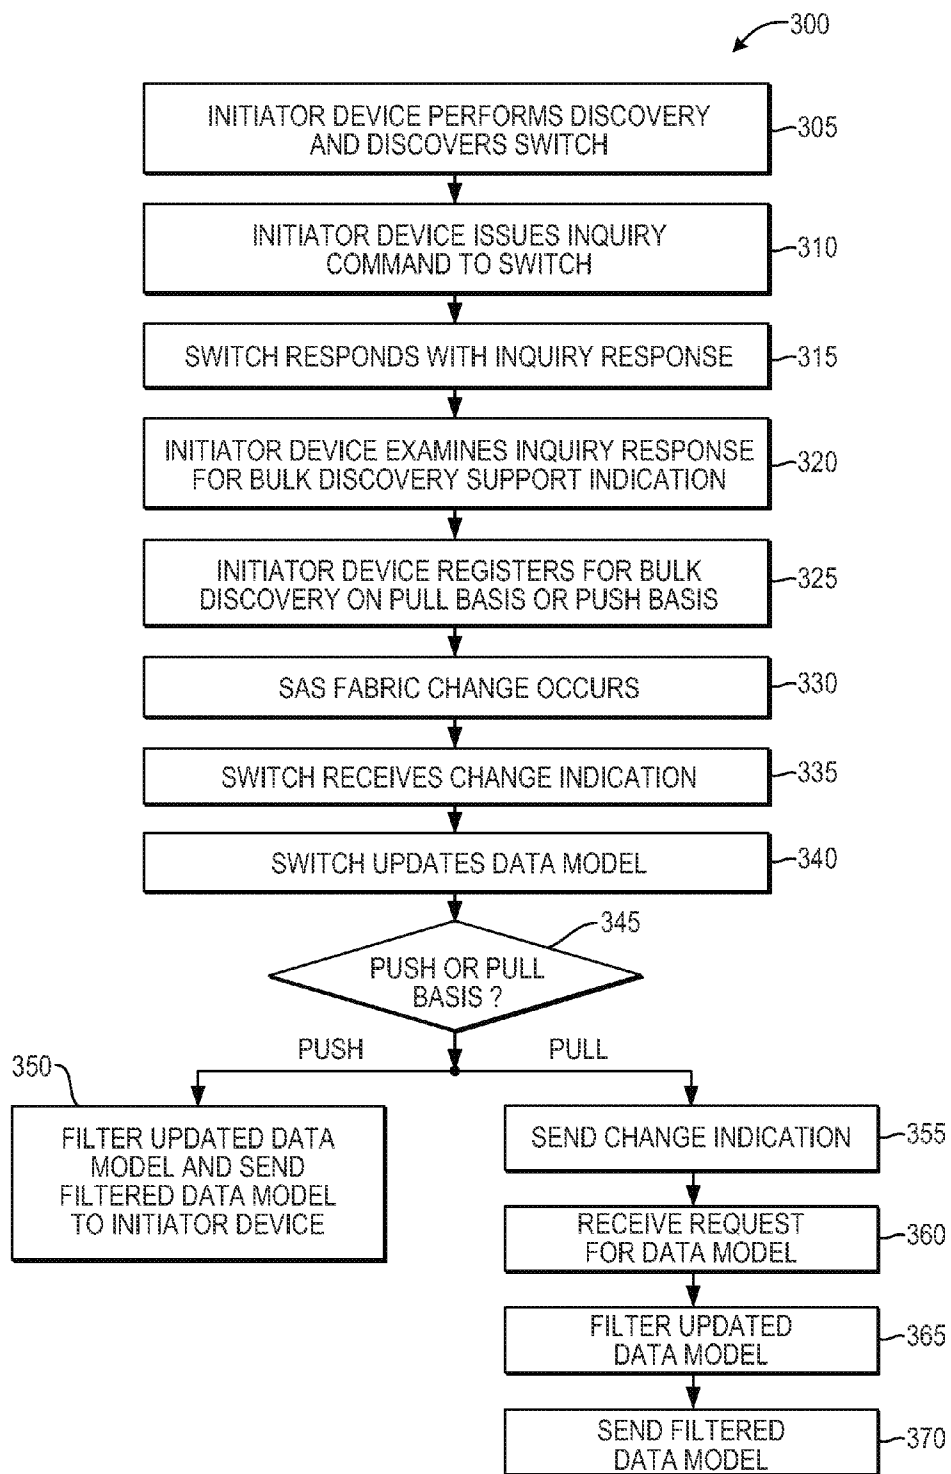 300
INITIATOR DEVICE PERFORMS DISCOVERY
AND DISCOVERS SWITCH
305
INITIATOR DEVICE ISSUES INQUIRY
COMMAND TO SWITCH
310
SWITCH RESPONDS WITH INQUIRY RESPONSE
315
INITIATOR DEVICE EXAMINES INQUIRY RESPONSE
FOR BULK DISCOVERY SUPPORT INDICATION
320
INITIATOR DEVICE REGISTERS FOR BULK
DISCOVERY ON PULL BASIS OR PUSH BASIS
325
SAS FABRIC CHANGE OCCURS
330
SWITCH RECEIVES CHANGE INDICATION
335
SWITCH UPDATES DATA MODEL
340
345
PUSH OR PULL
BASIS ?
PUSH
PULL
350
FILTER UPDATED DATA
MODEL AND SEND
FILTERED DATA MODEL
TO INITIATOR DEVICE
SEND CHANGE INDICATION
355
RECEIVE REQUEST
FOR DATA MODEL
360
FILTER UPDATED
DATA MODEL
365
SEND FILTERED
DATA MODEL
370